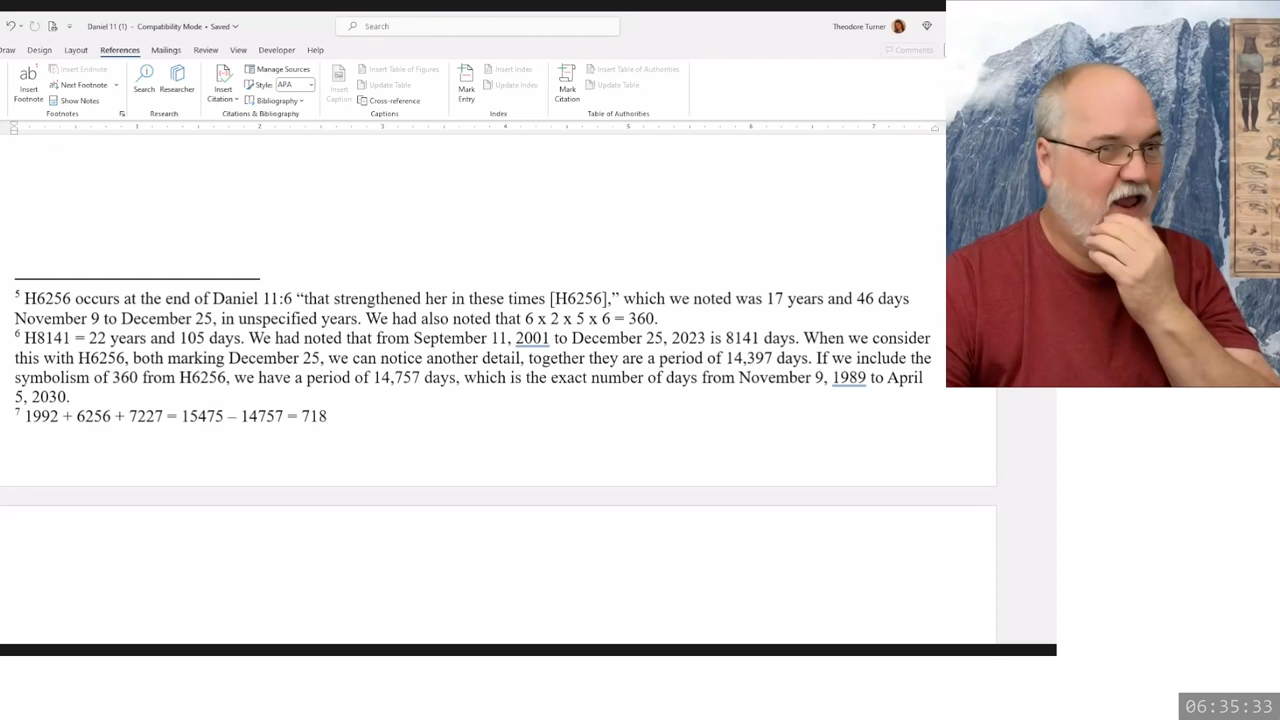 Daniel 11 (1) - Compatibility Mode • Saved
Search
Theodore Turner
Draw Design Layout References Mailings Review View Developer Help
Comments
Insert Footnote
Insert Endnote
Next Footnote
Show Notes
Footnotes
Search
Researcher
Research
Insert Citation
Manage Sources
Style: APA
Bibliography
Citations & Bibliography
Insert Caption
Insert Table of Figures
Update Table
Cross-reference
Captions
Mark Entry
Insert Index
Update Index
Index
Mark Citation
Insert Table of Authorities
Update Table
Table of Authorities
1 2 3 4 5 6 7
5 H6256 occurs at the end of Daniel 11:6 “that strengthened her in these times [H6256],” which we noted was 17 years and 46 days
November 9 to December 25, in unspecified years. We had also noted that 6 x 2 x 5 x 6 = 360.
6 H8141 = 22 years and 105 days. We had noted that from September 11, 2001 to December 25, 2023 is 8141 days. When we consider
this with H6256, both marking December 25, we can notice another detail, together they are a period of 14,397 days. If we include the
symbolism of 360 from H6256, we have a period of 14,757 days, which is the exact number of days from November 9, 1989 to April
5, 2030.
7 1992 + 6256 + 7227 = 15475 – 14757 = 718
06:35:33